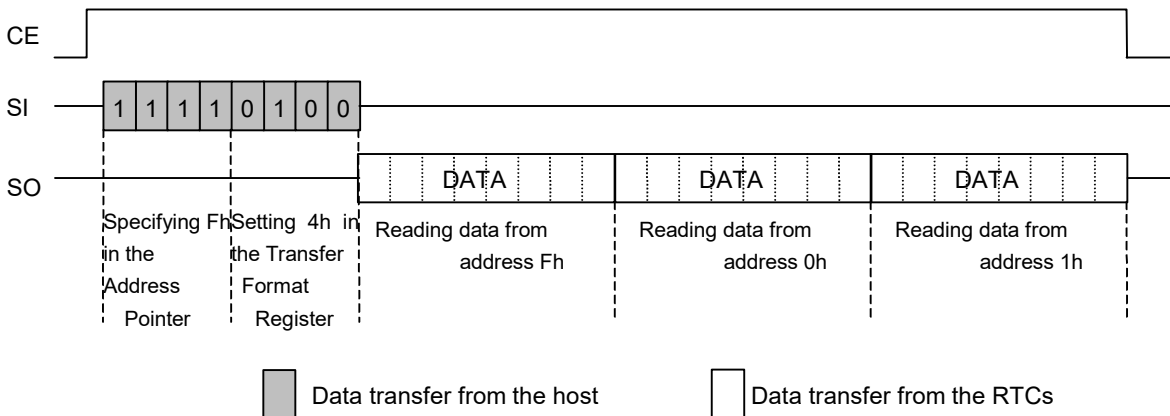 CE
SI 1 1 1 1 0 1 0 0
SO DATA DATA DATA
Specifying Fh
in the
Address
Pointer
Setting 4h in
the Transfer
Format
Register
Reading data from
address Fh
Reading data from
address 0h
Reading data from
address 1h
Data transfer from the host
Data transfer from the RTCs